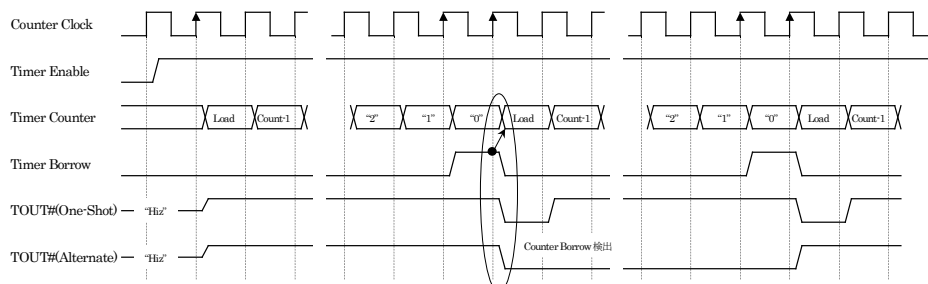 Counter Clock
Timer Enable
Timer Counter Load Count-1 "2" "1" "0" Load Count-1 "2" "1" "0" Load Count-1
Timer Borrow
TOUT#(One-Shot) "Hiz"
TOUT#(Alternate) "Hiz" Counter Borrow 検出